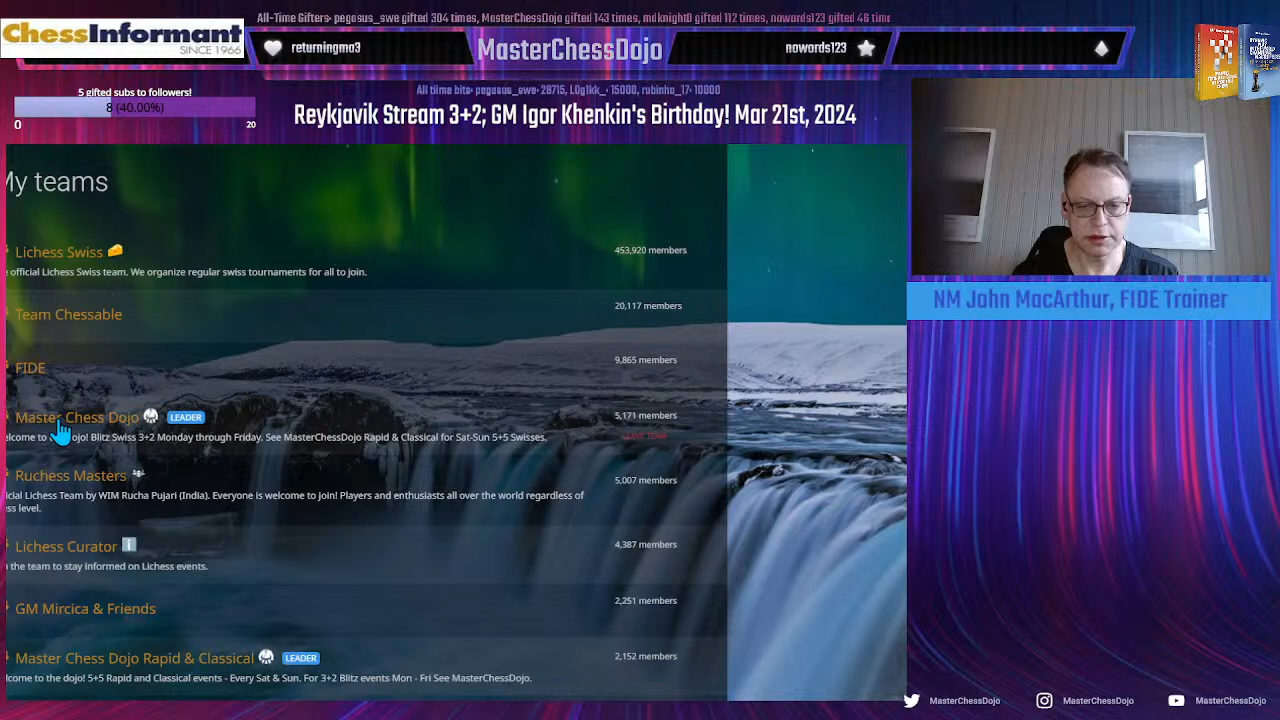 All-Time Gifters: pegasus_swe gifted 304 times, MasterChessDojo gifted 143 times, mdknight0 gifted 112 times, nowords123 gifted 46 time
ChessInformant
SINCE 1966
returningmo3
MasterChessDojo
nowords123
5 gifted subs to followers!
8 (40.00%)
0
20
All time bits: pegasus_swe• 28715, L0g1kk_• 15000, rubinho_17• 10000
Reykjavik Stream 3+2; GM Igor Khenkin's Birthday! Mar 21st, 2024
My teams
Lichess Swiss
453,920 members
official Lichess Swiss team. We organize regular swiss tournaments for all to join.
Team Chessable
20,117 members
FIDE
9,865 members
Master Chess Dojo LEADER
5,171 members
elcome to Dojo! Blitz Swiss 3+2 Monday through Friday. See MasterChessDojo Rapid & Classical for Sat-Sun 5+5 Swisses.
Ruchess Masters
5,007 members
icial Lichess Team by WIM Rucha Pujari (India). Everyone is welcome to join! Players and enthusiasts all over the world regardless of
ess level.
Lichess Curator
4,387 members
the team to stay informed on Lichess events.
GM Mircica & Friends
2,251 members
Master Chess Dojo Rapid & Classical LEADER
2,152 members
lcome to the dojo! 5+5 Rapid and Classical events - Every Sat & Sun. For 3+2 Blitz events Mon - Fri See MasterChessDojo.
NM John MacArthur, FIDE Trainer
MasterChessDojo
MasterChessDojo
MasterChessDojo